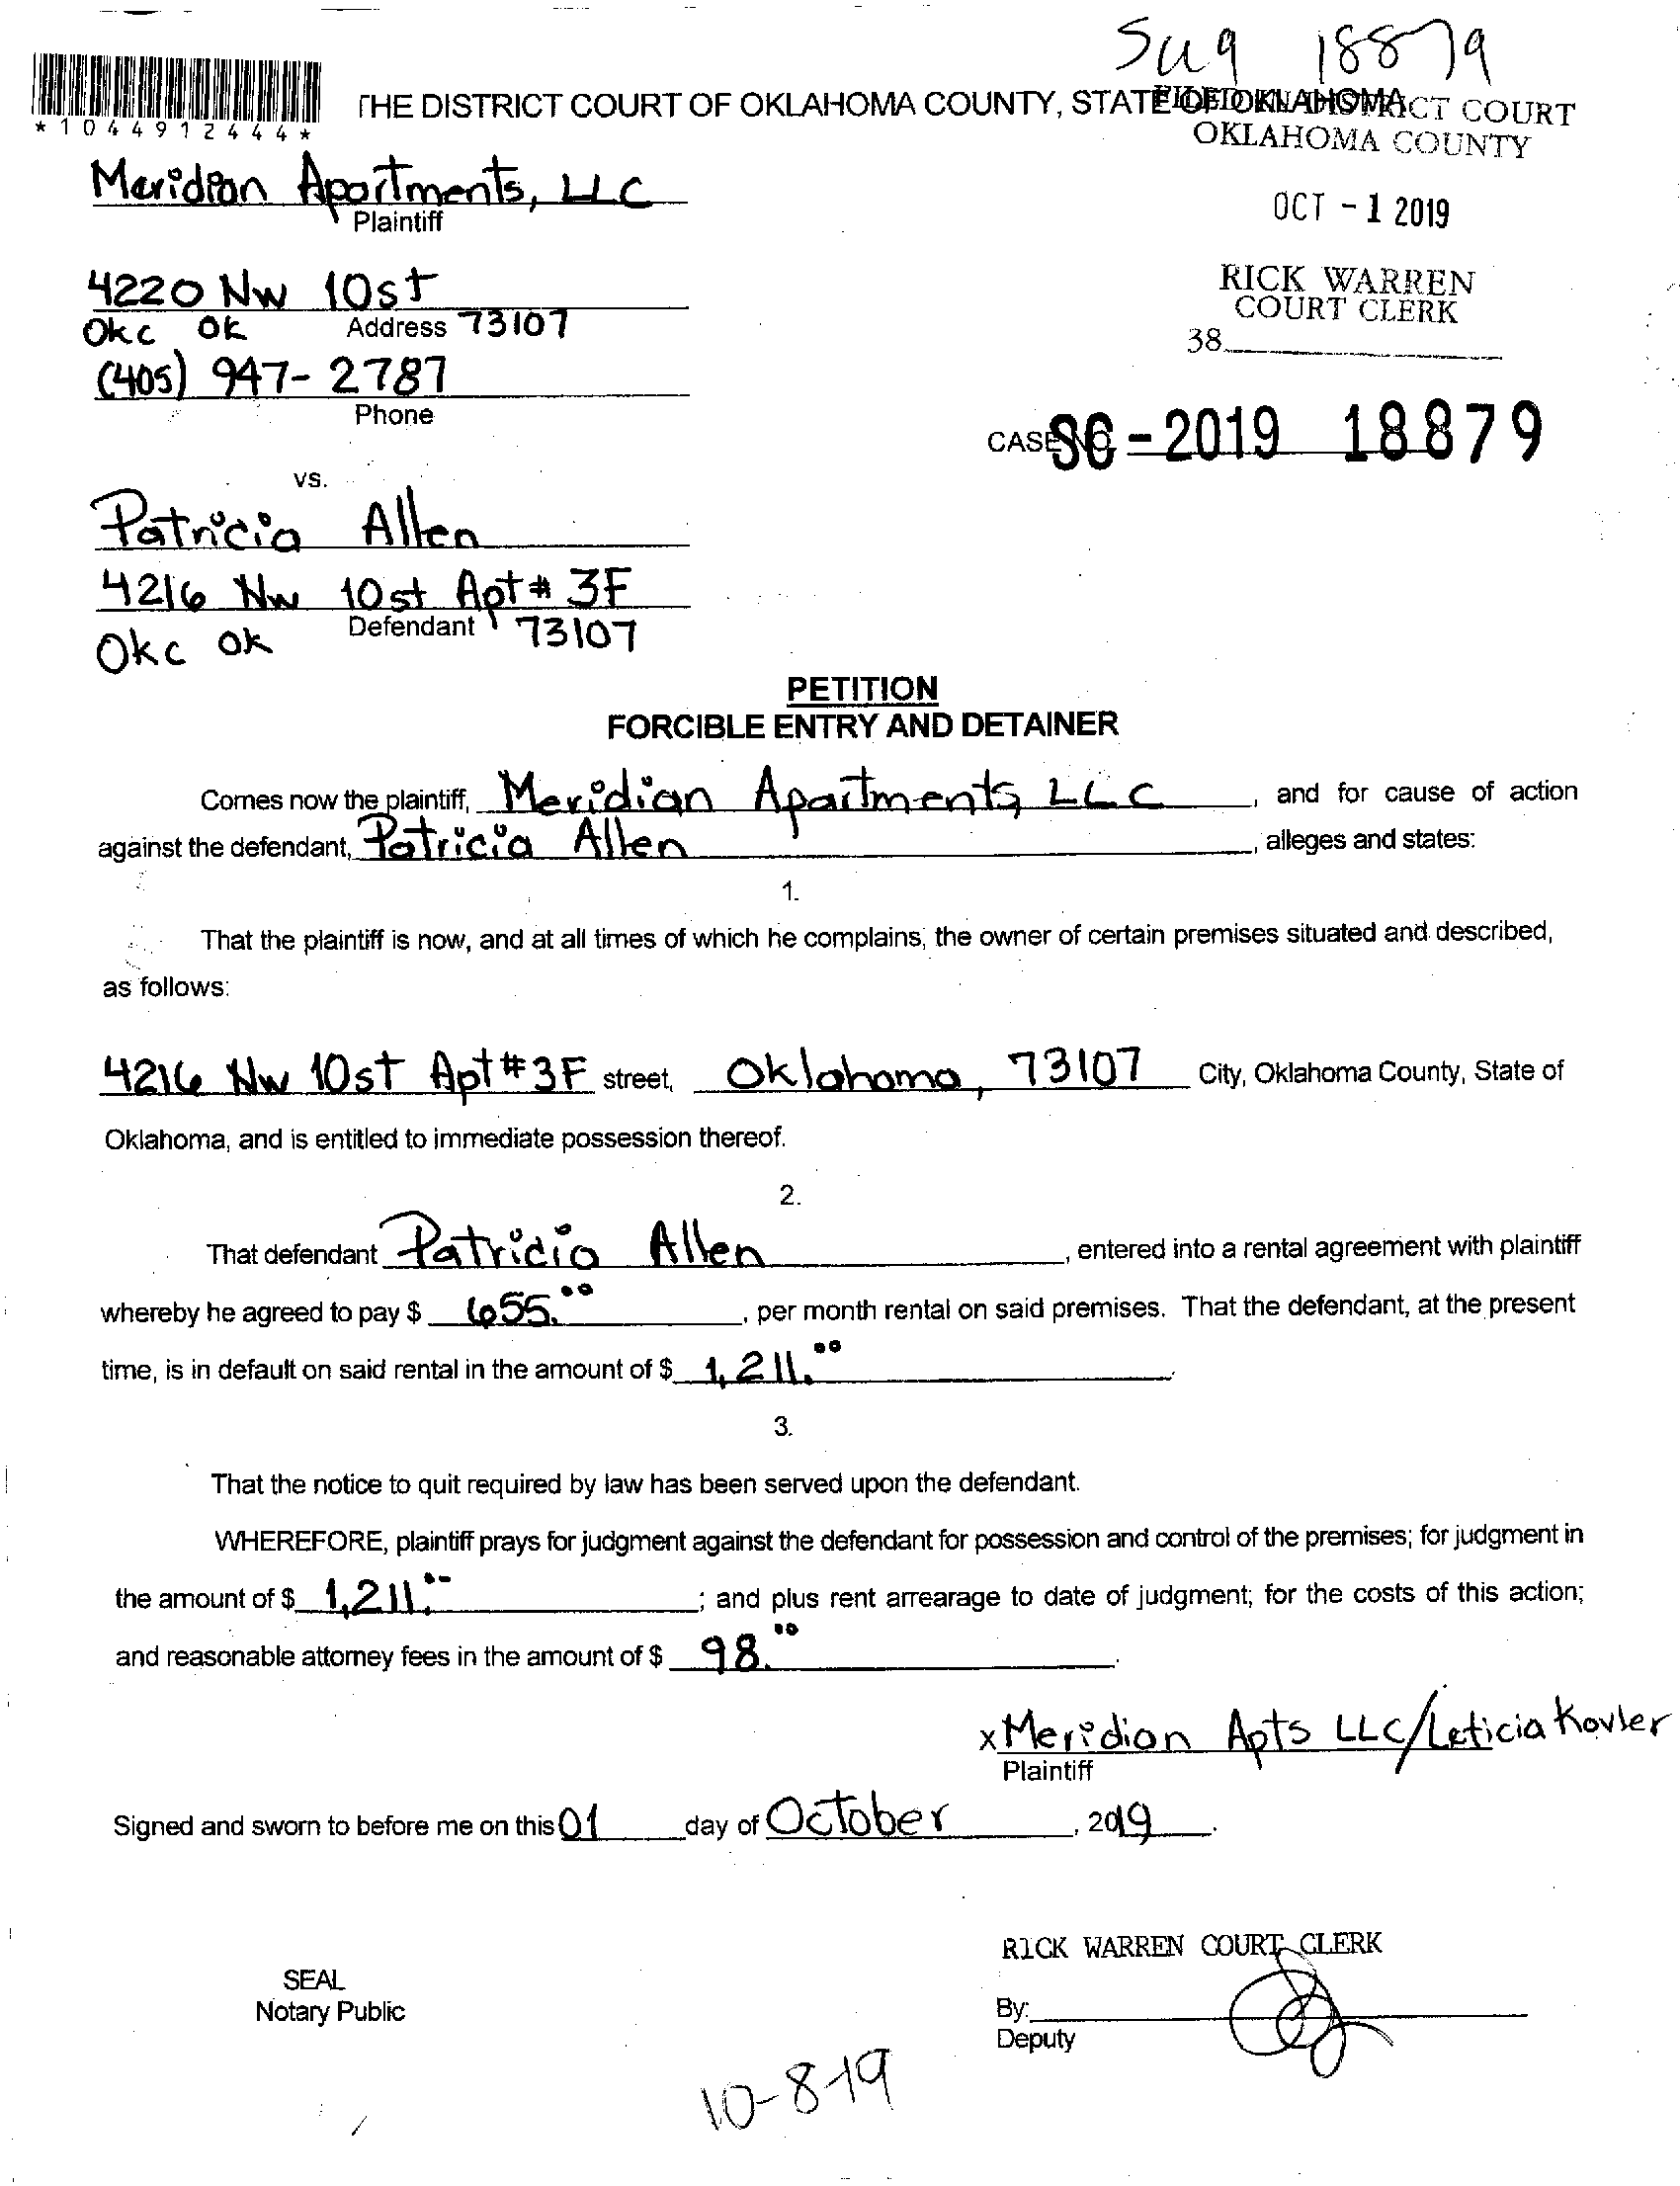 Su9 18879
*1044912444*
THE DISTRICT COURT OF OKLAHOMA COUNTY, STATE OF OKLAHOMA
FILED IN DISTRICT COURT
OKLAHOMA COUNTY
Meridian Apartments, LLC
Plaintiff
OCT - 1 2019
4220 NW 10st
Okc OK Address 73107
RICK WARREN
COURT CLERK
38
(405) 947-2787
Phone
CASE NO. SC - 2019 18879
vs.
Patricia Allen
4216 NW 10st Apt# 3F
Defendant
Okc OK 73107
PETITION
FORCIBLE ENTRY AND DETAINER
Comes now the plaintiff, Meridian Apartments LLC, and for cause of action
against the defendant, Patricia Allen, alleges and states:
1.
That the plaintiff is now, and at all times of which he complains, the owner of certain premises situated and described,
as follows:
4216 NW 10st Apt#3F street, Oklahoma, 73107 City, Oklahoma County, State of
Oklahoma, and is entitled to immediate possession thereof.
2.
That defendant Patricia Allen, entered into a rental agreement with plaintiff
whereby he agreed to pay $ 655.00, per month rental on said premises. That the defendant, at the present
time, is in default on said rental in the amount of $ 1,211.00.
3.
That the notice to quit required by law has been served upon the defendant.
WHEREFORE, plaintiff prays for judgment against the defendant for possession and control of the premises; for judgment in
the amount of $ 1,211.--; and plus rent arrearage to date of judgment; for the costs of this action;
and reasonable attorney fees in the amount of $ 98.00.
x Meridian Apts LLC/Leticia Kovler
Plaintiff
Signed and sworn to before me on this 01 day of October, 2019.
RICK WARREN COURT CLERK
SEAL
Notary Public
By:
Deputy
10-8-19